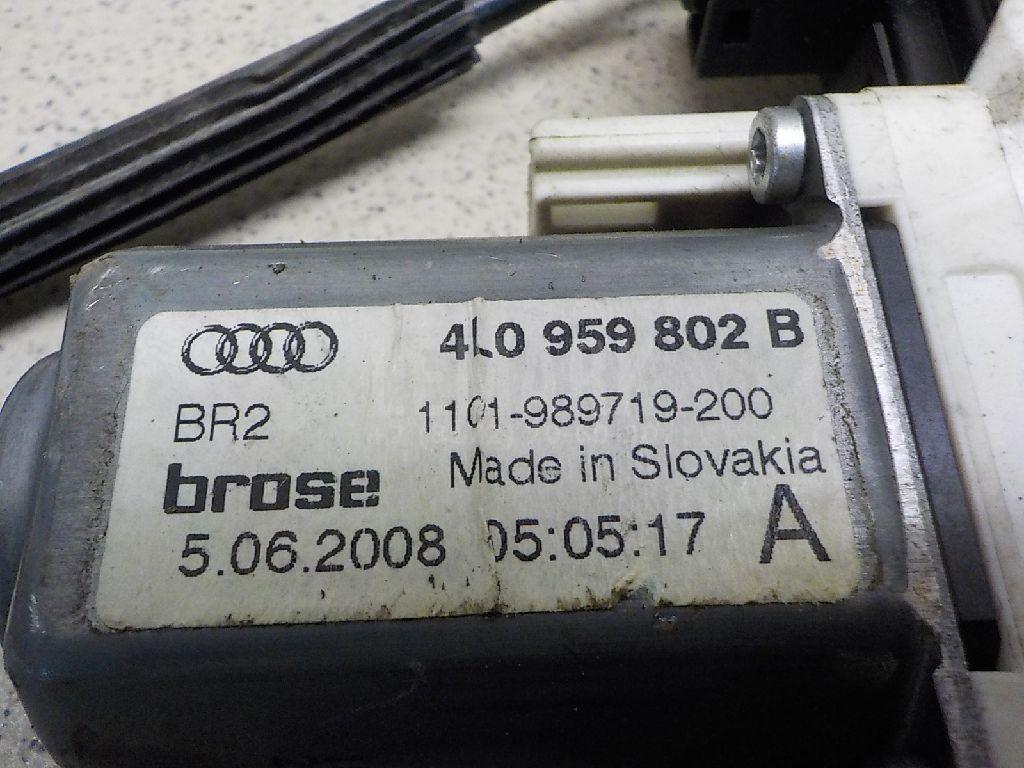 4L0 959 802 B
BR2 1101-989719-200
brose Made in Slovakia
5.06.2008 05:05:17 A